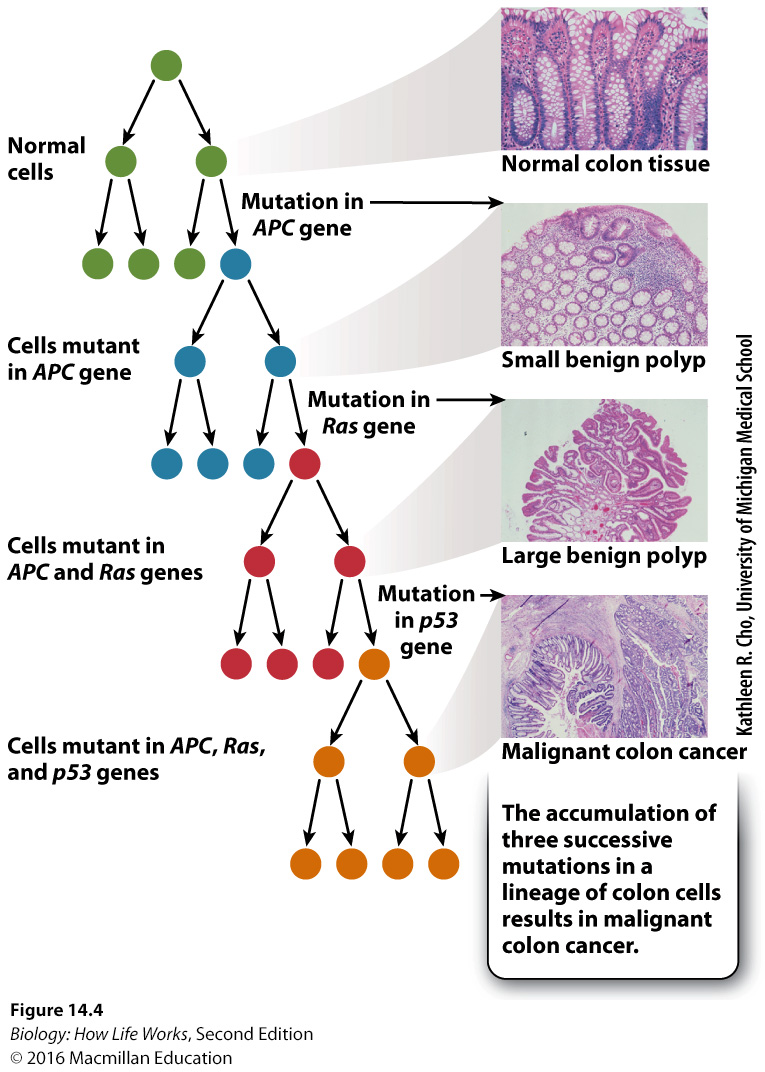 Normal
cells
Normal colon tissue
Mutation in
APC gene
Cells mutant
in APC gene
Small benign polyp
Mutation in
Ras gene
Cells mutant in
APC and Ras genes
Large benign polyp
Mutation
in p53
gene
Cells mutant in APC, Ras,
and p53 genes
Malignant colon cancer
Kathleen R. Cho, University of Michigan Medical School
The accumulation of
three successive
mutations in a
lineage of colon cells
results in malignant
colon cancer.
Figure 14.4
Biology: How Life Works, Second Edition
© 2016 Macmillan Education